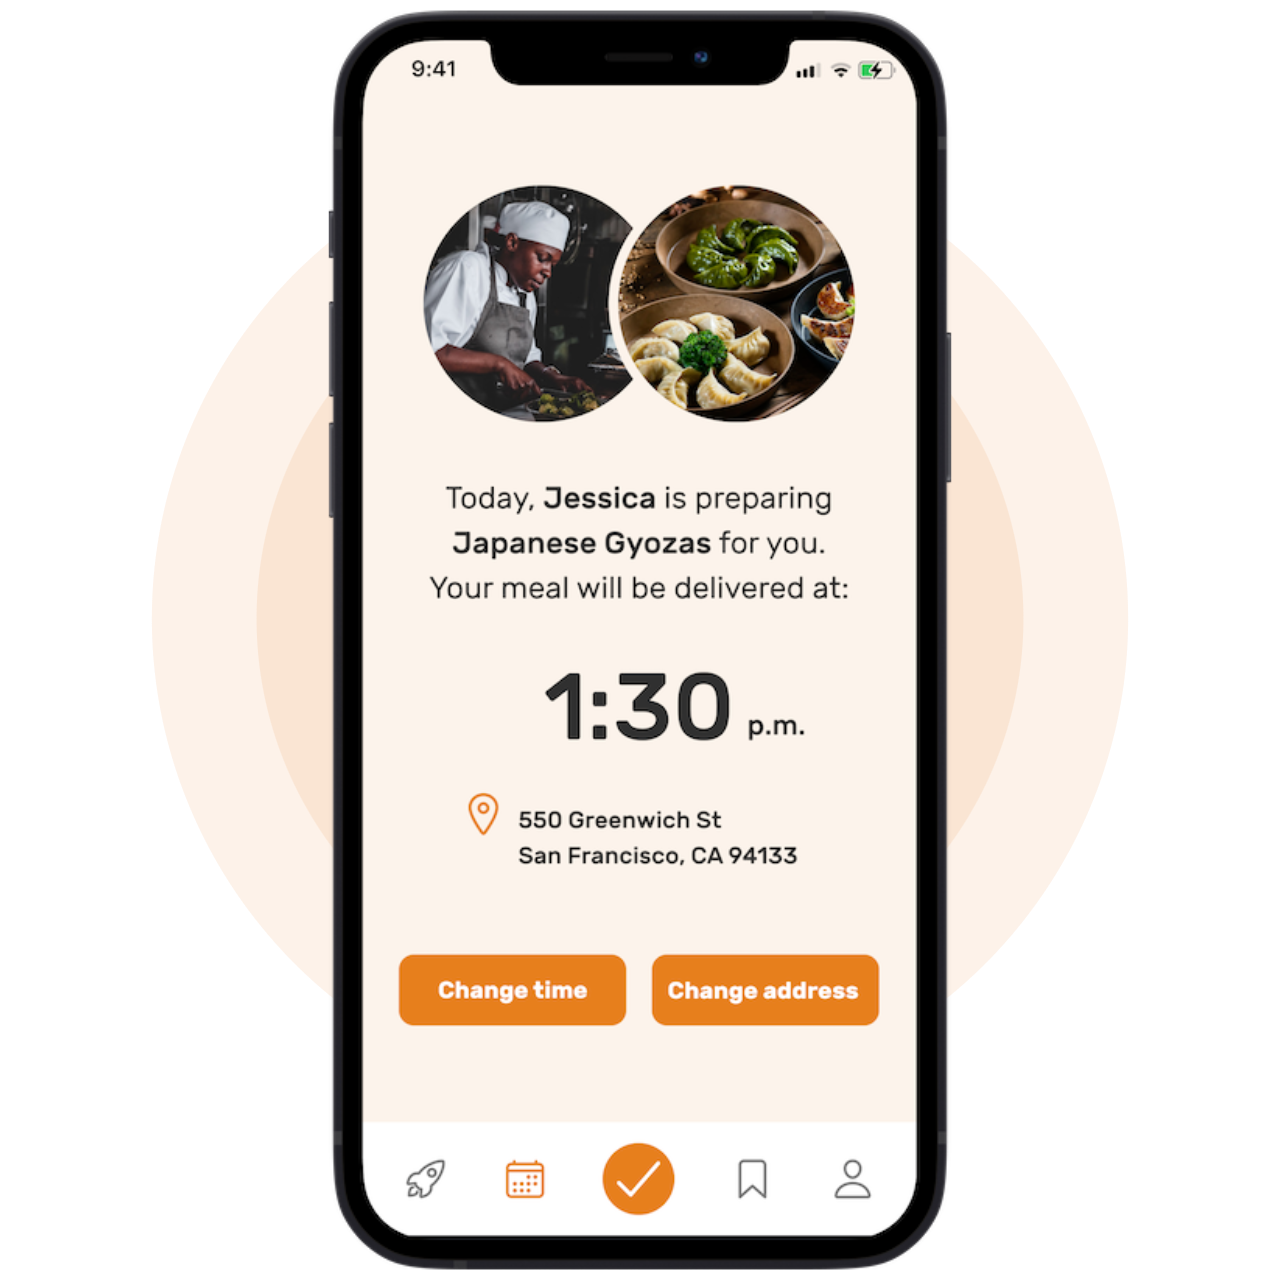 9:41
Today, Jessica is preparing
Japanese Gyozas for you.
Your meal will be delivered at:
1:30 p.m.
550 Greenwich St
San Francisco, CA 94133
Change time
Change address